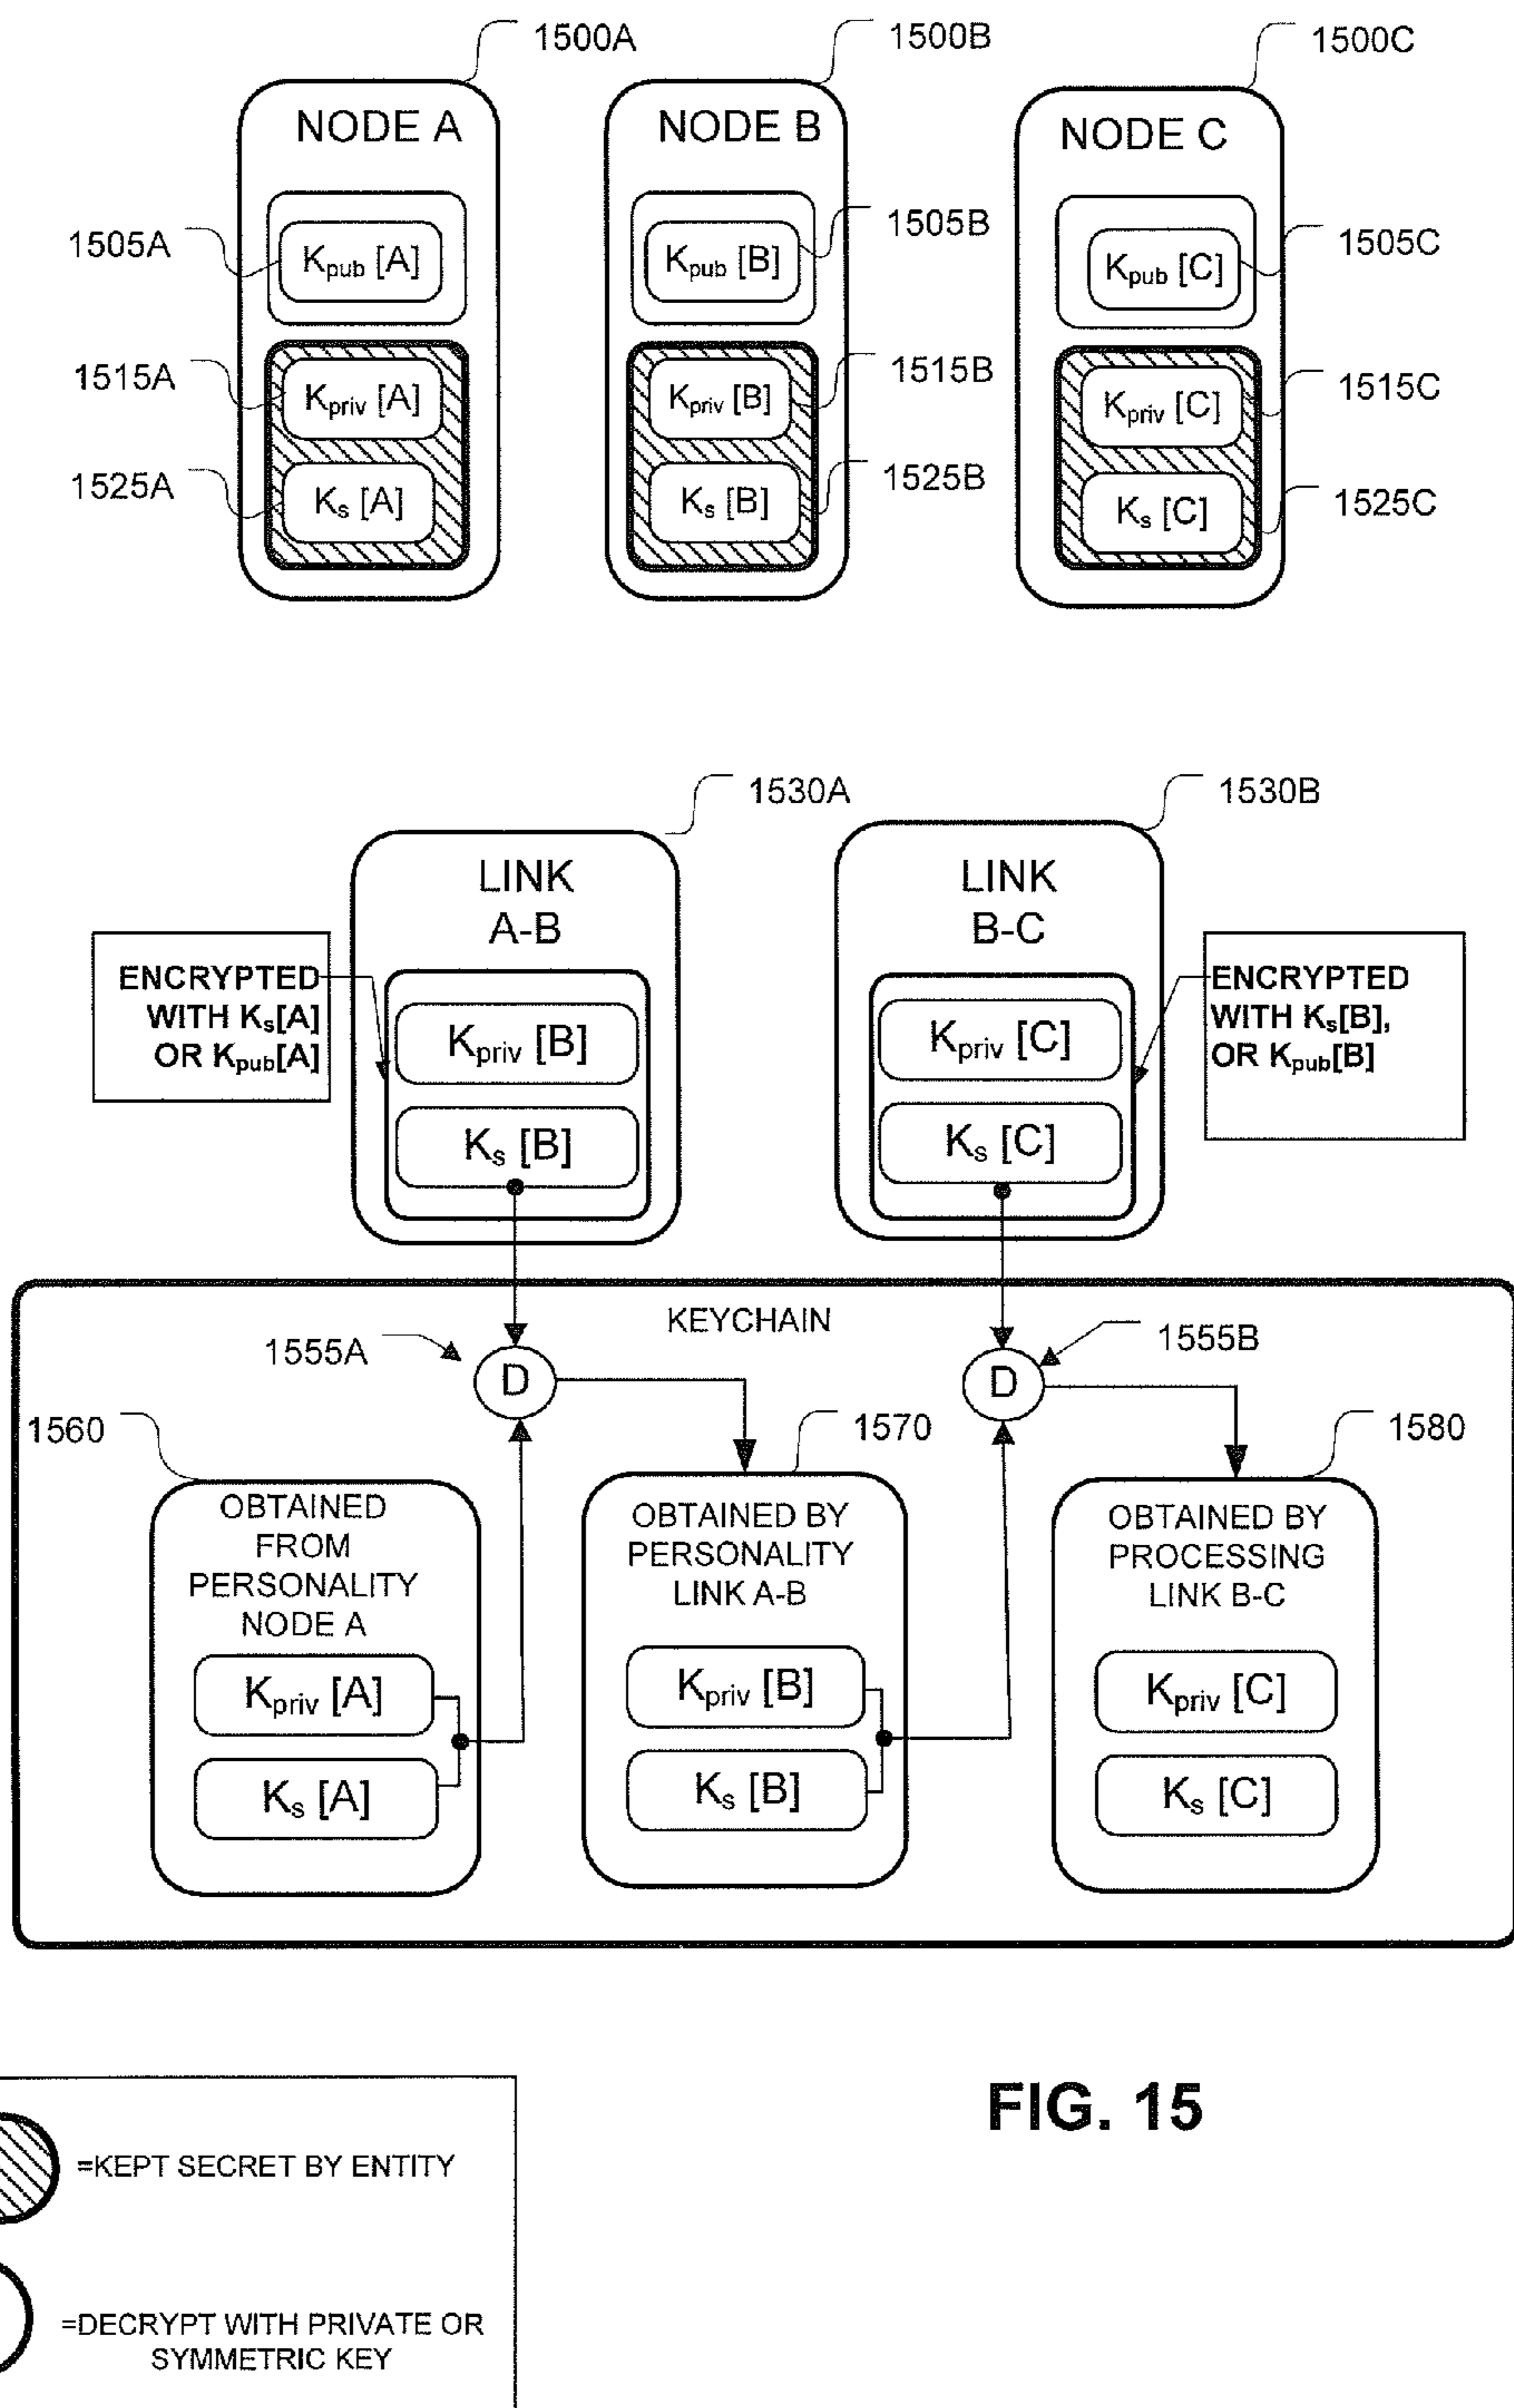 1500A
1500B
1500C
NODE A
NODE B
NODE C
1505A
Kpub [A]
Kpub [B]
1505B
Kpub [C]
1505C
1515A
Kpriv [A]
Kpriv [B]
1515B
Kpriv [C]
1515C
1525A
Ks [A]
Ks [B]
1525B
Ks [C]
1525C
1530A
1530B
LINK
A-B
LINK
B-C
ENCRYPTED
WITH Ks[A]
OR Kpub[A]
Kpriv [B]
Ks [B]
Kpriv [C]
Ks [C]
ENCRYPTED
WITH Ks[B],
OR Kpub[B]
KEYCHAIN
1555A
D
D
1555B
1560
1570
1580
OBTAINED
FROM
PERSONALITY
NODE A
Kpriv [A]
Ks [A]
OBTAINED BY
PERSONALITY
LINK A-B
Kpriv [B]
Ks [B]
OBTAINED BY
PROCESSING
LINK B-C
Kpriv [C]
Ks [C]
FIG. 15
=KEPT SECRET BY ENTITY
=DECRYPT WITH PRIVATE OR
SYMMETRIC KEY